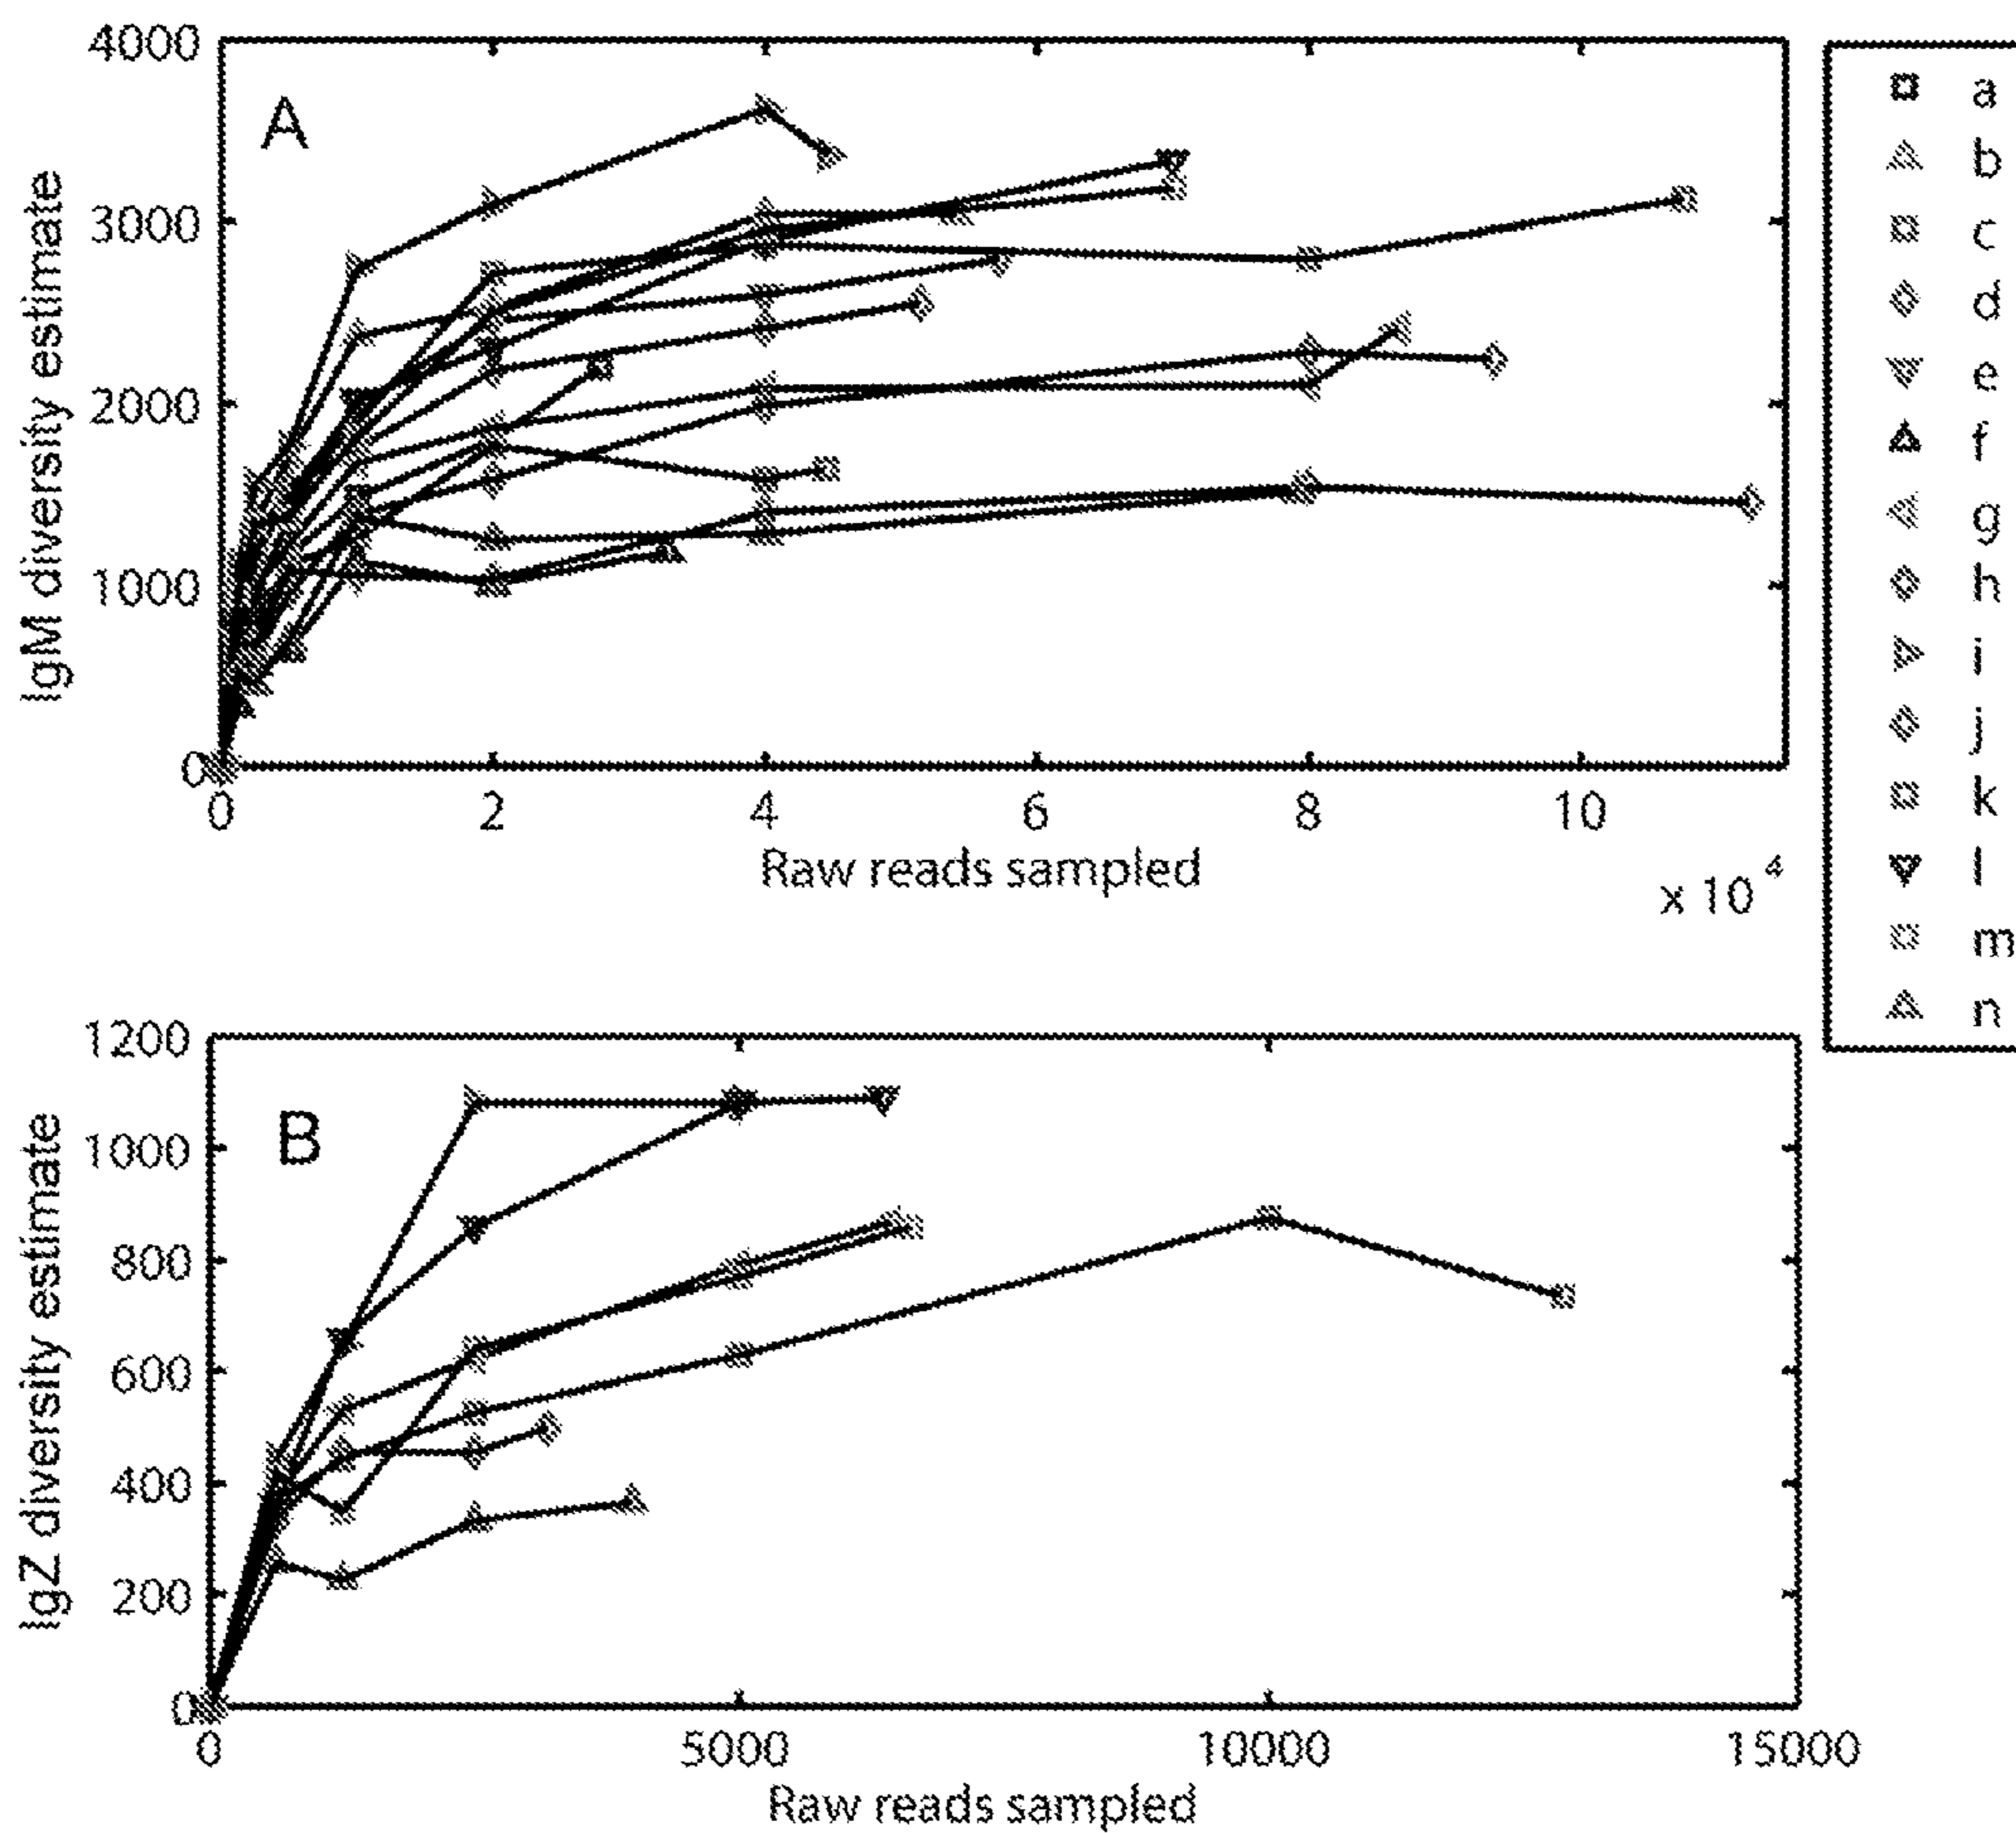 A
IgM diversity estimate
4000
3000
2000
1000
0
0 2 4 6 8 10
Raw reads sampled
x 10 4
a
b
c
d
e
f
g
h
i
j
k
l
m
n
B
IgZ diversity estimate
1200
1000
800
600
400
200
0
0 5000 10000 15000
Raw reads sampled